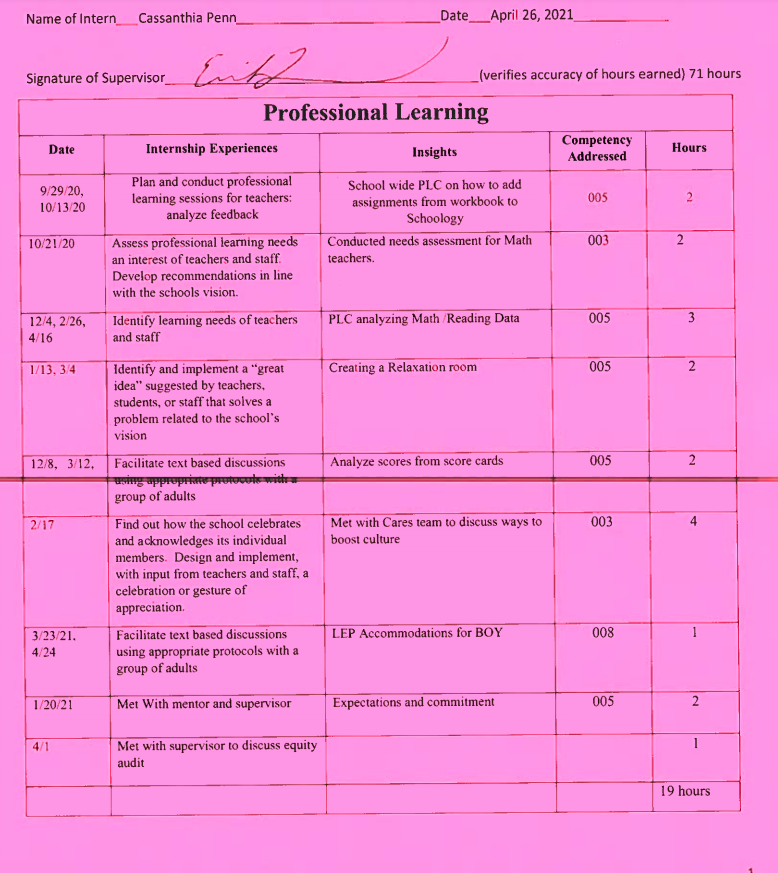 Name of Intern___Cassanthia Penn Date___April 26, 2021
Signature of Supervisor (verifies accuracy of hours earned) 71 hours
Professional Learning
Date Internship Experiences Insights Competency Addressed Hours
9/29/20, 10/13/20 Plan and conduct professional learning sessions for teachers: analyze feedback School wide PLC on how to add assignments from workbook to Schoology 005 2
10/21/20 Assess professional learning needs an interest of teachers and staff. Develop recommendations in line with the schools vision. Conducted needs assessment for Math teachers. 003 2
12/4, 2/26, 4/16 Identify learning needs of teachers and staff PLC analyzing Math /Reading Data 005 3
1/13, 3/4 Identify and implement a “great idea” suggested by teachers, students, or staff that solves a problem related to the school’s vision Creating a Relaxation room 005 2
12/8, 3/12, Facilitate text based discussions using appropriate protocols with a group of adults Analyze scores from score cards 005 2
2/17 Find out how the school celebrates and acknowledges its individual members. Design and implement, with input from teachers and staff, a celebration or gesture of appreciation. Met with Cares team to discuss ways to boost culture 003 4
3/23/21, 4/24 Facilitate text based discussions using appropriate protocols with a group of adults LEP Accommodations for BOY 008 1
1/20/21 Met With mentor and supervisor Expectations and commitment 005 2
4/1 Met with supervisor to discuss equity audit 1
19 hours
1